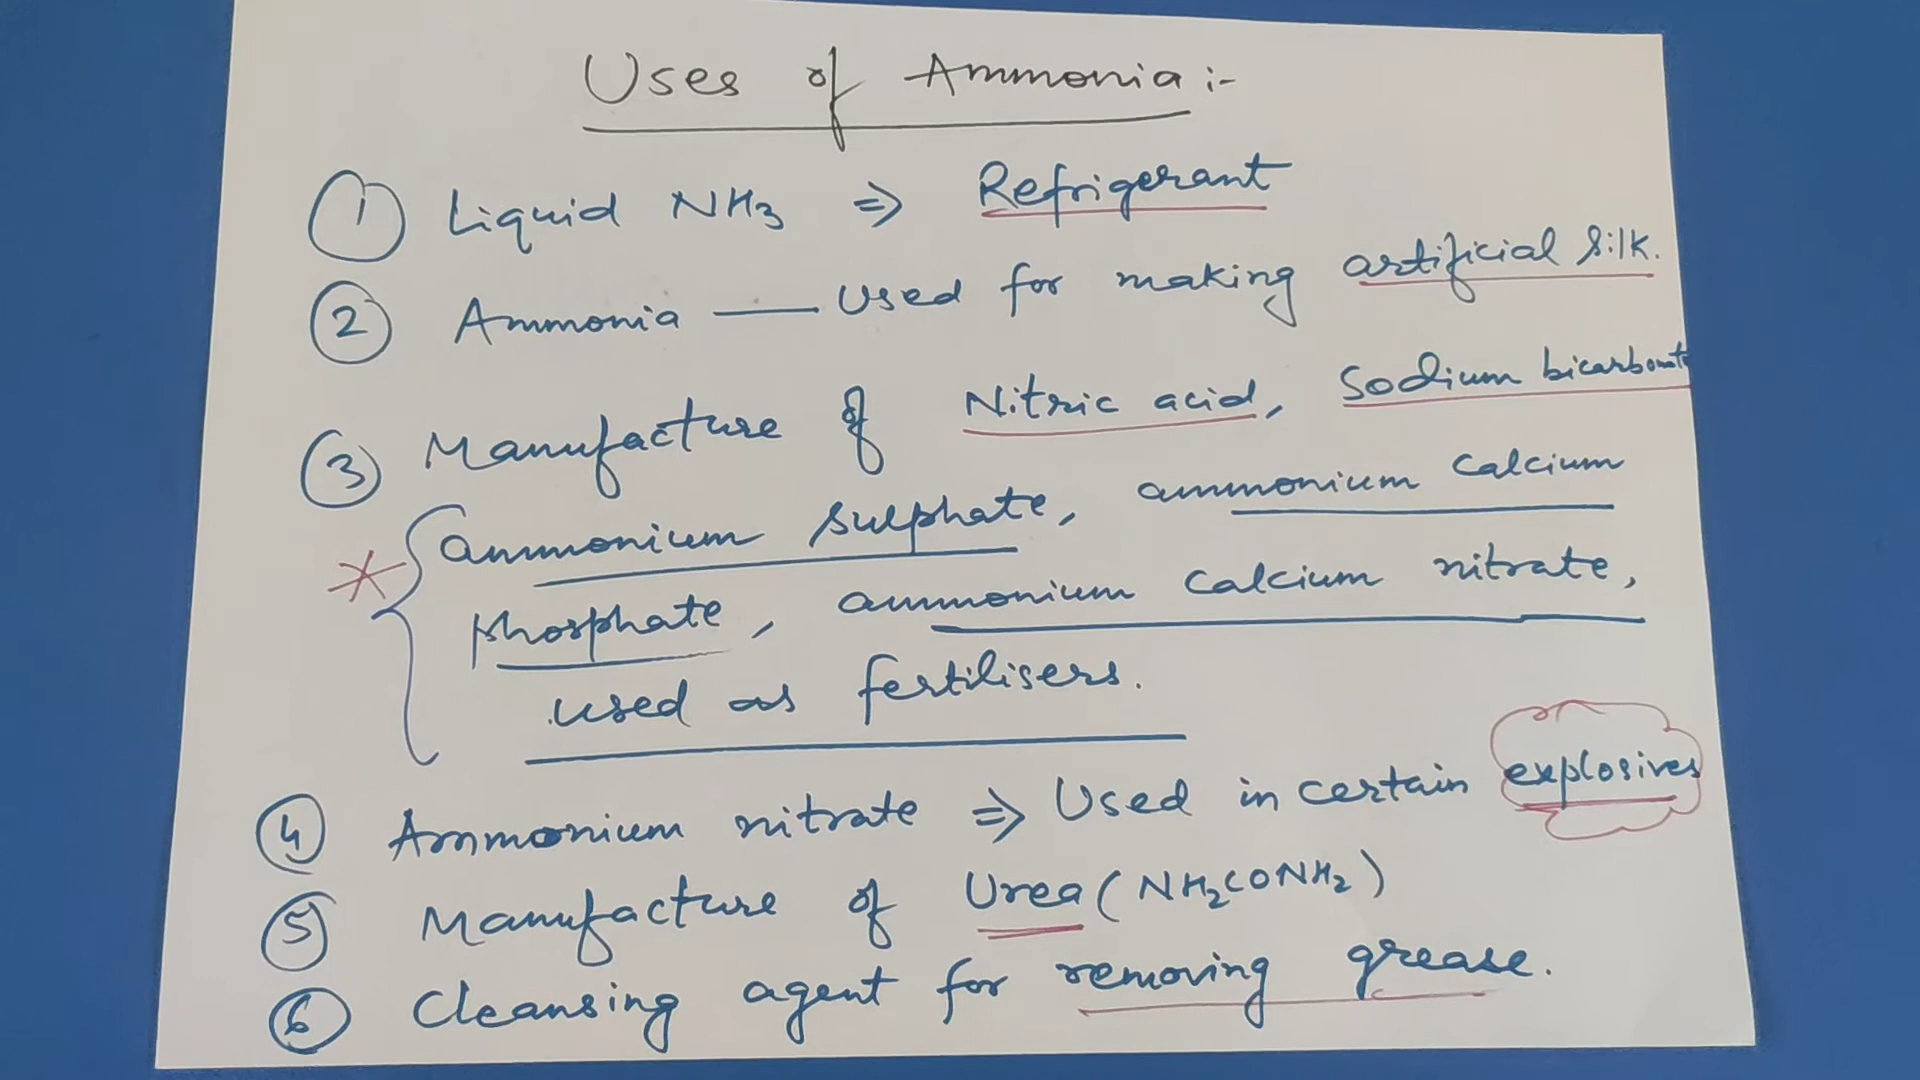 Uses of Ammonia :-
① Liquid NH3 ⇒ Refrigerant
② Ammonia — Used for making artificial silk.
③ Manufacture of Nitric acid, Sodium bicarbonate
* { ammonium sulphate, ammonium calcium
phosphate, ammonium calcium nitrate,
used as fertilisers.
④ Ammonium nitrate ⇒ Used in certain explosives
⑤ Manufacture of Urea (NH2CONH2)
⑥ Cleansing agent for removing grease.